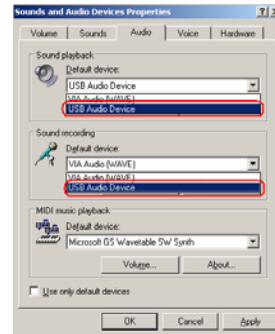 Sounds and Audio Devices Properties
Volume Sounds Audio Voice Hardware
Sound playback
Default device:
USB Audio Device
VIA Audio (WAVE)
USB Audio Device
Sound recording
Default device:
VIA Audio (WAVE)
VIA Audio (WAVE)
USB Audio Device
MIDI music playback
Default device:
Microsoft GS Wavetable SW Synth
Volume... About...
Use only default devices
OK Cancel Apply